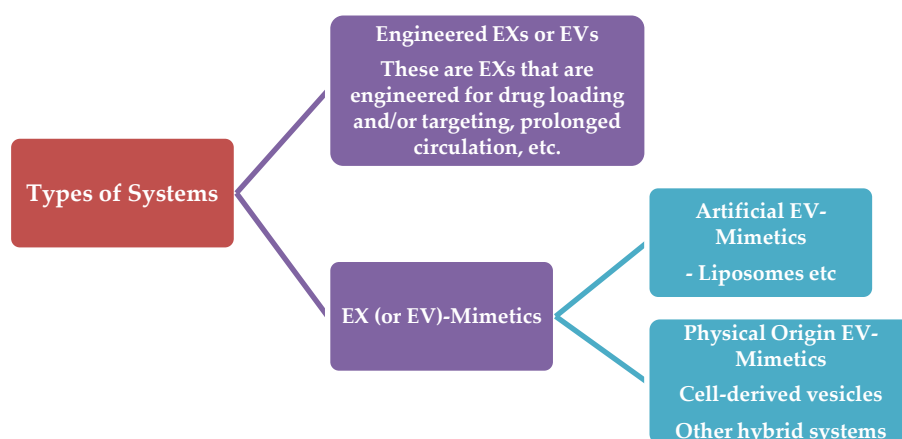 Engineered EXs or EVs
These are EXs that are
engineered for drug loading
and/or targeting, prolonged
circulation, etc.
Types of Systems
EX (or EV)-Mimetics
Artificial EV-
Mimetics
- Liposomes etc
Physical Origin EV-
Mimetics
Cell-derived vesicles
Other hybrid systems